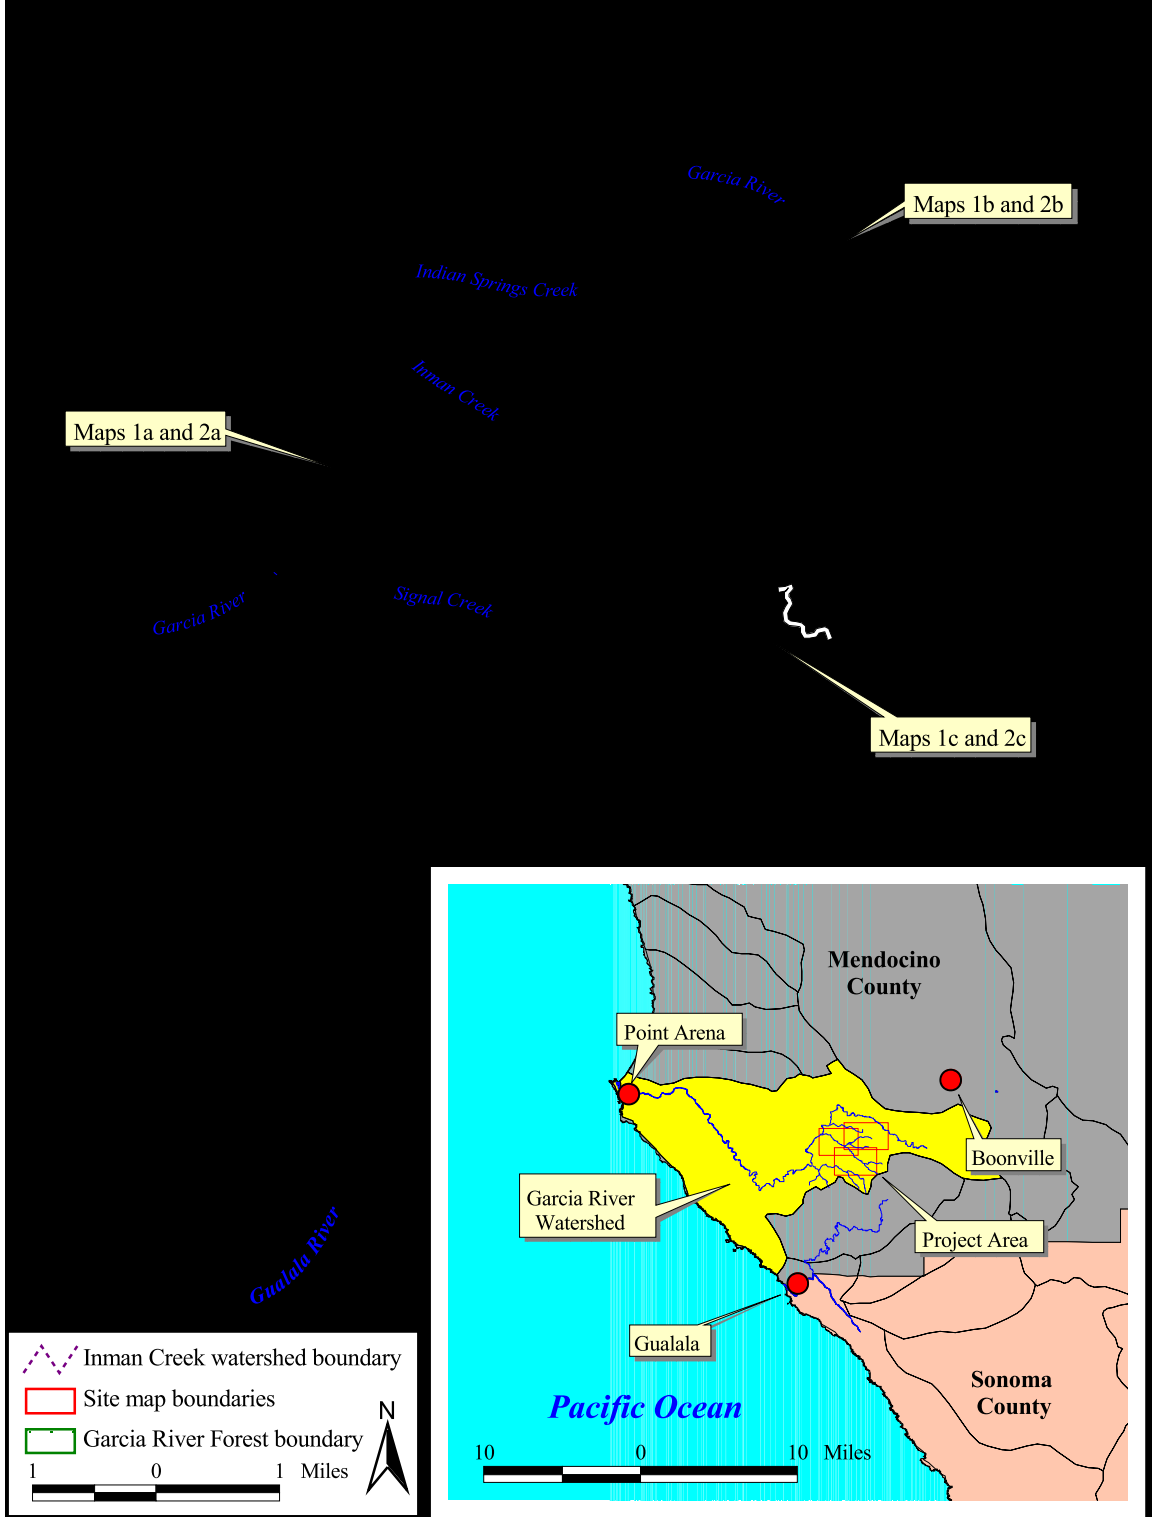 Garcia River
Maps 1b and 2b
Indian Springs Creek
Inman Creek
Maps 1a and 2a
Signal Creek
Garcia River
Maps 1c and 2c
Gualala River
Inman Creek watershed boundary
Site map boundaries
Garcia River Forest boundary
N
1 0 1 Miles
Mendocino
County
Point Arena
Boonville
Garcia River
Watershed
Project Area
Gualala
Sonoma
County
Pacific Ocean
10 0 10 Miles